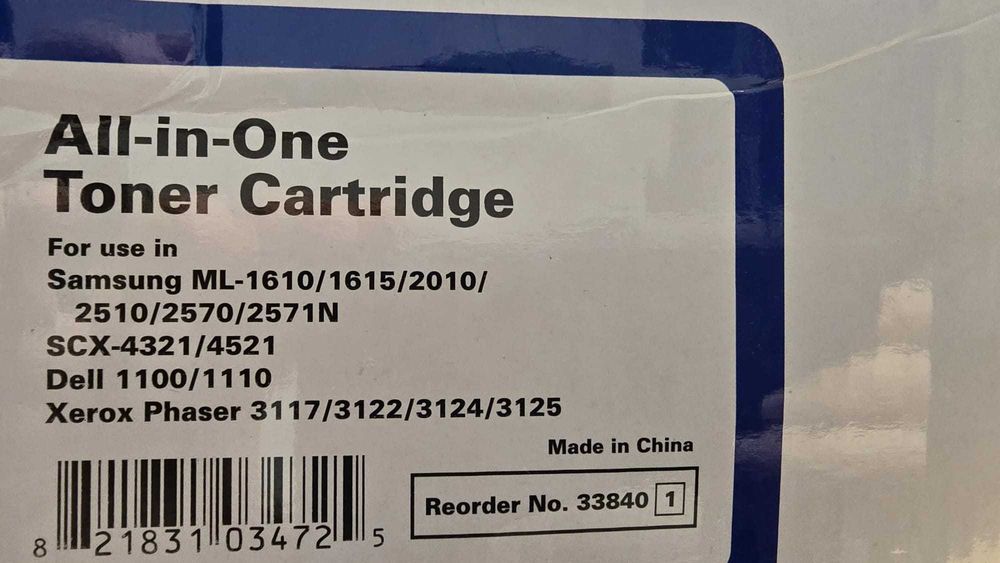 All-in-One
Toner Cartridge
For use in
Samsung ML-1610/1615/2010/
2510/2570/2571N
SCX-4321/4521
Dell 1100/1110
Xerox Phaser 3117/3122/3124/3125
Made in China
Reorder No. 33840 1
8 21831 03472 5